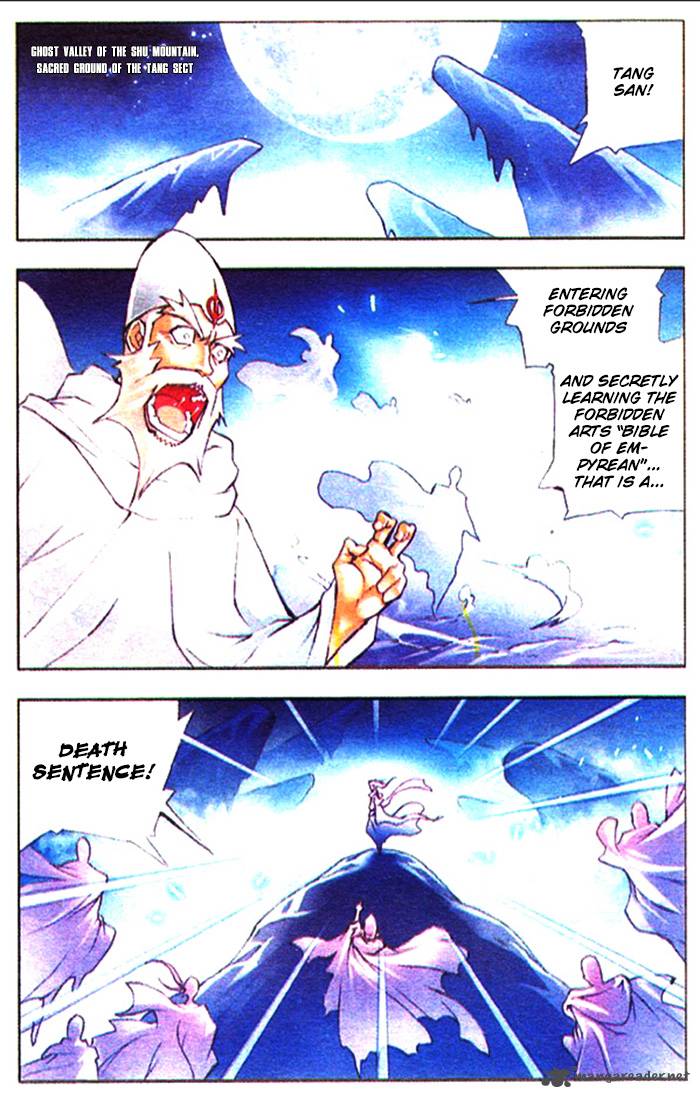 GHOST VALLEY OF THE SHU MOUNTAIN,
SACRED GROUND OF THE TANG SECT
TANG
SAN!
ENTERING
FORBIDDEN
GROUNDS
AND SECRETLY
LEARNING THE
FORBIDDEN
ARTS “BIBLE
OF EM-
PYREAN”...
THAT IS A...
DEATH
SENTENCE!
mangareader.net